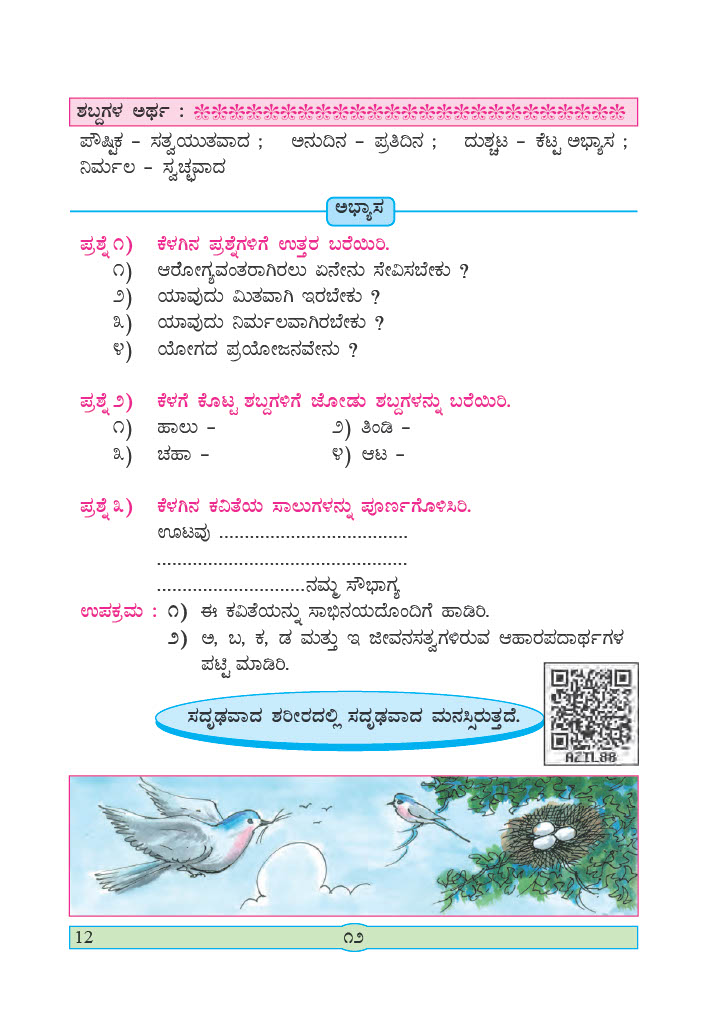 ಶಬ್ದಗಳ ಅರ್ಥ :
ಪೌಷ್ಟಿಕ – ಸತ್ವಯುತವಾದ ; ಅನುದಿನ – ಪ್ರತಿದಿನ ; ದುಶ್ಚಟ – ಕೆಟ್ಟ ಅಭ್ಯಾಸ ;
ನಿರ್ಮಲ – ಸ್ವಚ್ಛವಾದ
ಅಭ್ಯಾಸ
ಪ್ರಶ್ನೆ ೧) ಕೆಳಗಿನ ಪ್ರಶ್ನೆಗಳಿಗೆ ಉತ್ತರ ಬರೆಯಿರಿ.
೧) ಆರೋಗ್ಯವಂತರಾಗಿರಲು ಏನೇನು ಸೇವಿಸಬೇಕು ?
೨) ಯಾವುದು ಮಿತವಾಗಿ ಇರಬೇಕು ?
೩) ಯಾವುದು ನಿರ್ಮಲವಾಗಿರಬೇಕು ?
೪) ಯೋಗದ ಪ್ರಯೋಜನವೇನು ?
ಪ್ರಶ್ನೆ ೨) ಕೆಳಗೆ ಕೊಟ್ಟ ಶಬ್ದಗಳಿಗೆ ಜೋಡು ಶಬ್ದಗಳನ್ನು ಬರೆಯಿರಿ.
೧) ಹಾಲು – ೨) ತಿಂಡಿ –
೩) ಚಹಾ – ೪) ಆಟ –
ಪ್ರಶ್ನೆ ೩) ಕೆಳಗಿನ ಕವಿತೆಯ ಸಾಲುಗಳನ್ನು ಪೂರ್ಣಗೊಳಿಸಿರಿ.
ಊಟವು .....................................
.................................................
.............................ನಮ್ಮ ಸೌಭಾಗ್ಯ
ಉಪಕ್ರಮ : ೧) ಈ ಕವಿತೆಯನ್ನು ಸಾಭಿನಯದೊಂದಿಗೆ ಹಾಡಿರಿ.
೨) ಅ, ಬ, ಕ, ಡ ಮತ್ತು ಇ ಜೀವನಸತ್ವಗಳಿರುವ ಆಹಾರಪದಾರ್ಥಗಳ
ಪಟ್ಟಿ ಮಾಡಿರಿ.
ಸದೃಢವಾದ ಶರೀರದಲ್ಲಿ ಸದೃಢವಾದ ಮನಸ್ಸಿರುತ್ತದೆ.
AZIL88
12 ೧೨